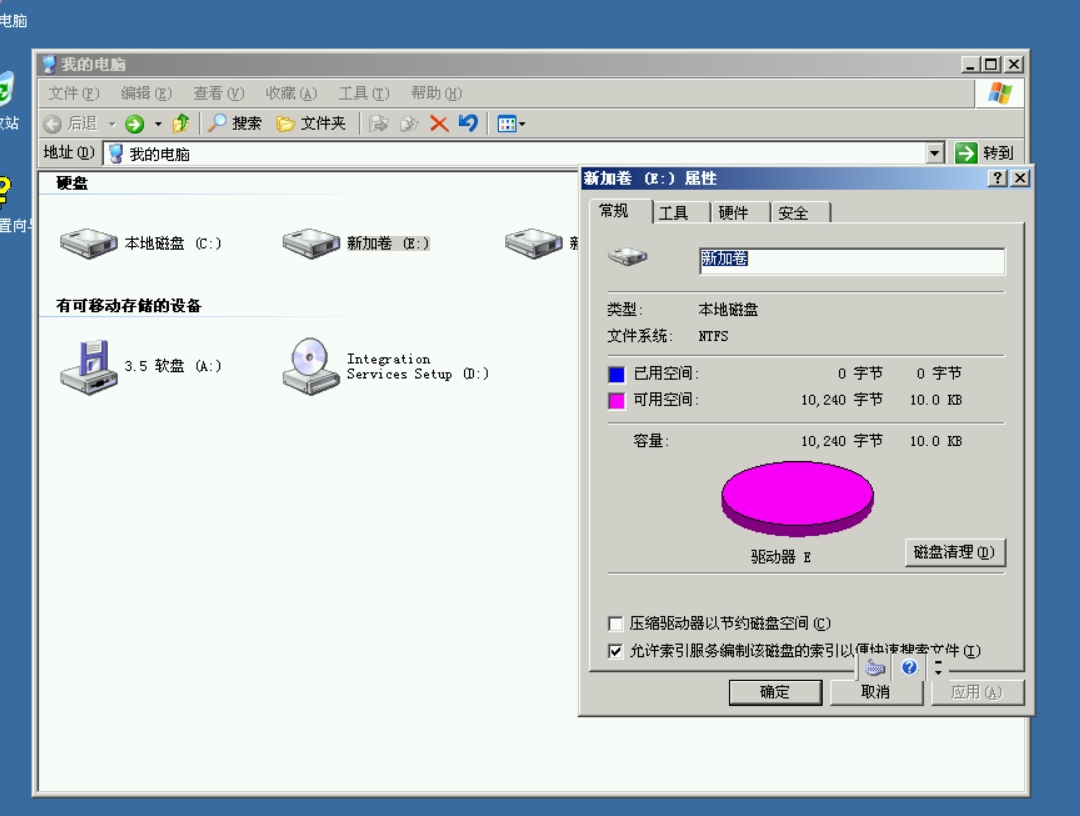 电脑
我的电脑
文件(F) 编辑(E) 查看(V) 收藏(A) 工具(T) 帮助(H)
后退 搜索 文件夹
地址(D) 我的电脑 转到
硬盘
本地磁盘 (C:) 新加卷 (E:)
有可移动存储的设备
3.5 软盘 (A:) Integration
Services Setup (D:)
新加卷 (E:) 属性
常规 工具 硬件 安全
新加卷
类型: 本地磁盘
文件系统: NTFS
已用空间: 0 字节 0 字节
可用空间: 10,240 字节 10.0 KB
容量: 10,240 字节 10.0 KB
驱动器 E
磁盘清理(D)
压缩驱动器以节约磁盘空间(C)
允许索引服务编制该磁盘的索引以便快速搜索文件(I)
确定 取消 应用(A)